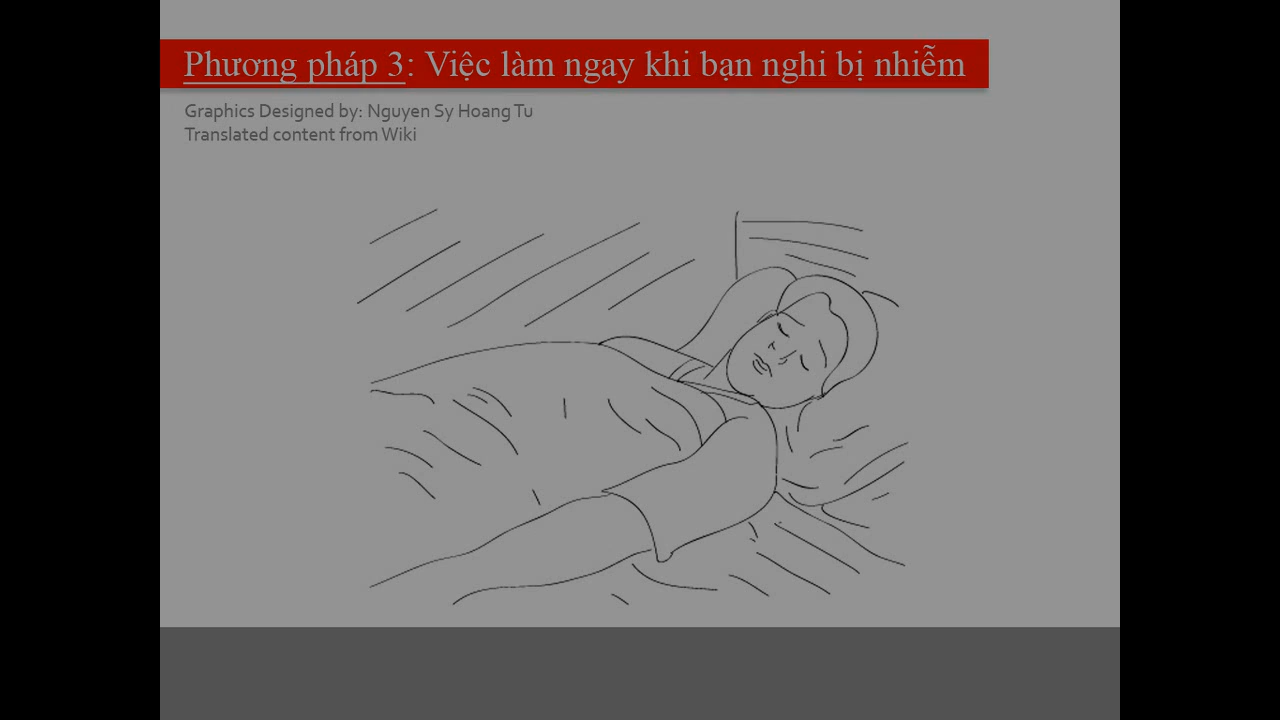 Phương pháp 3: Việc làm ngay khi bạn nghi bị nhiễm
Graphics Designed by: Nguyen Sy Hoang Tu
Translated content from Wiki